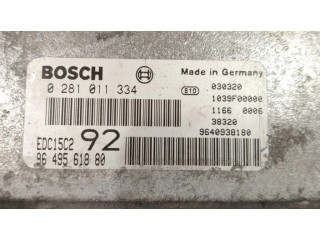 BOSCH
Made in Germany
0 281 011 334
E10
030320
1039F00000
1166 0006
38320
9640938180
EDC15C2 92
96 495 618 80